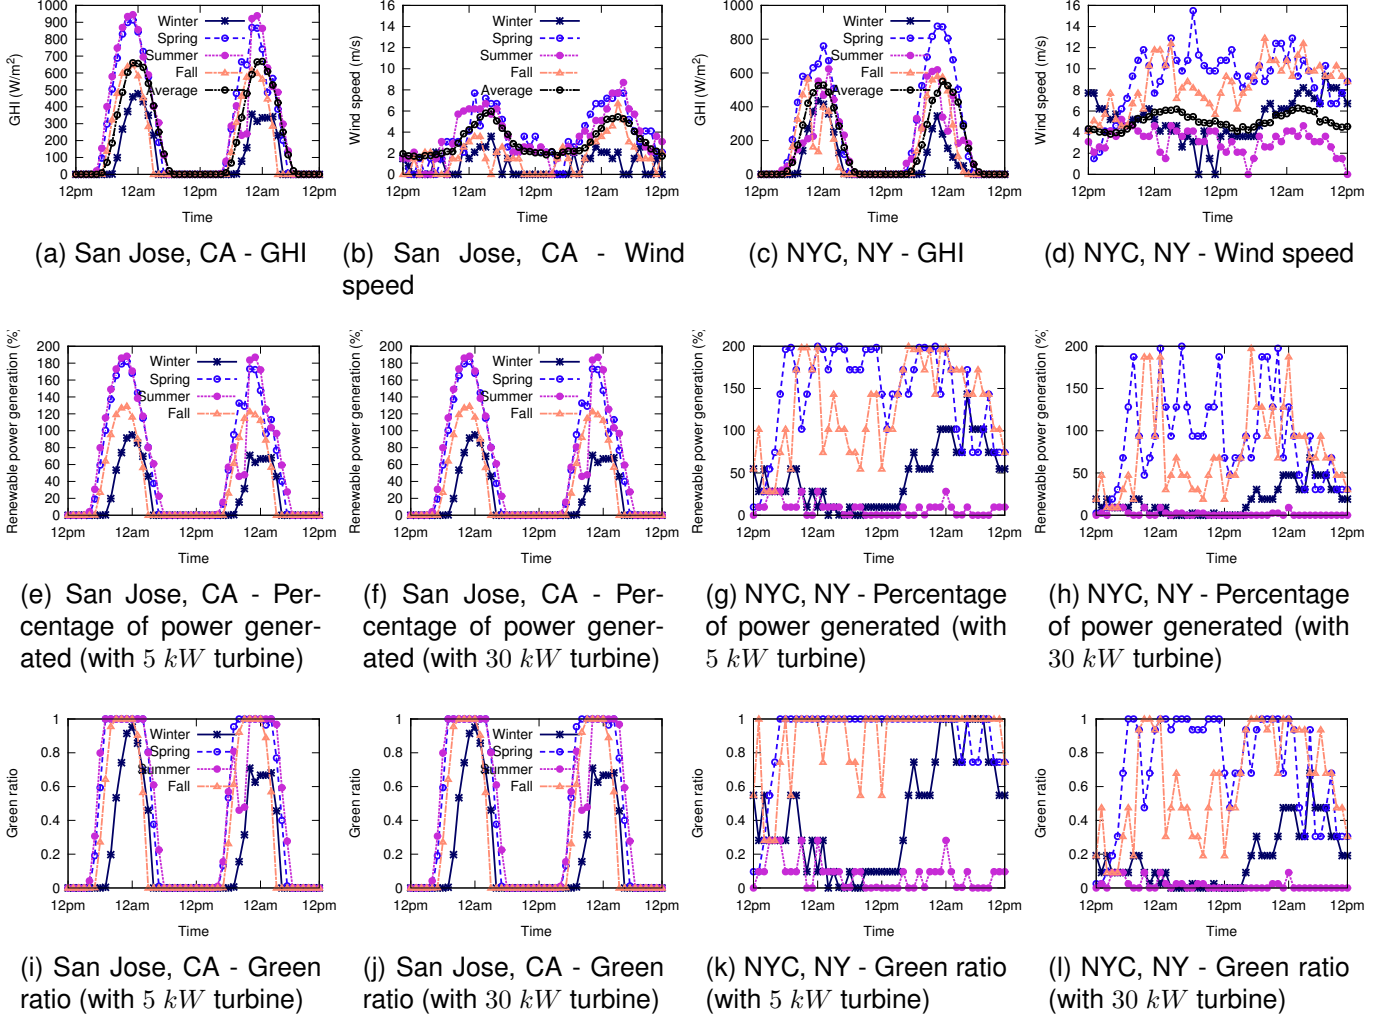 1000
900
800
700
600
500
400
300
200
100
0
12pm 12am 12pm 12am 12pm
GHI (W/m²)
Time
Winter
Spring
Summer
Fall
Average
(a) San Jose, CA - GHI
16
14
12
10
8
6
4
2
0
12pm 12am 12pm 12am 12pm
Wind speed (m/s)
Time
Winter
Spring
Summer
Fall
Average
(b) San Jose, CA - Wind
speed
1000
800
600
400
200
0
12pm 12am 12pm 12am 12pm
GHI (W/m²)
Time
Winter
Spring
Summer
Fall
Average
(c) NYC, NY - GHI
16
14
12
10
8
6
4
2
0
12pm 12am 12pm 12am 12pm
Wind speed (m/s)
Time
(d) NYC, NY - Wind speed
200
180
160
140
120
100
80
60
40
20
0
12pm 12am 12pm 12am 12pm
Renewable power generation (%)
Time
Winter
Spring
Summer
Fall
(e) San Jose, CA - Per-
centage of power gener-
ated (with 5 kW turbine)
200
180
160
140
120
100
80
60
40
20
0
12pm 12am 12pm 12am 12pm
Renewable power generation (%)
Time
Winter
Spring
Summer
Fall
(f) San Jose, CA - Per-
centage of power gener-
ated (with 30 kW turbine)
200
150
100
50
0
12pm 12am 12pm 12am 12pm
Renewable power generation (%)
Time
(g) NYC, NY - Percentage
of power generated (with
5 kW turbine)
200
150
100
50
0
12pm 12am 12pm 12am 12pm
Renewable power generation (%)
Time
(h) NYC, NY - Percentage
of power generated (with
30 kW turbine)
1
0.8
0.6
0.4
0.2
0
12pm 12am 12pm 12am 12pm
Green ratio
Time
Winter
Spring
Summer
Fall
(i) San Jose, CA - Green
ratio (with 5 kW turbine)
1
0.8
0.6
0.4
0.2
0
12pm 12am 12pm 12am 12pm
Green ratio
Time
Winter
Spring
Summer
Fall
(j) San Jose, CA - Green
ratio (with 30 kW turbine)
1
0.8
0.6
0.4
0.2
0
12pm 12am 12pm 12am 12pm
Green ratio
Time
(k) NYC, NY - Green ratio
(with 5 kW turbine)
1
0.8
0.6
0.4
0.2
0
12pm 12am 12pm 12am 12pm
Green ratio
Time
(l) NYC, NY - Green ratio
(with 30 kW turbine)